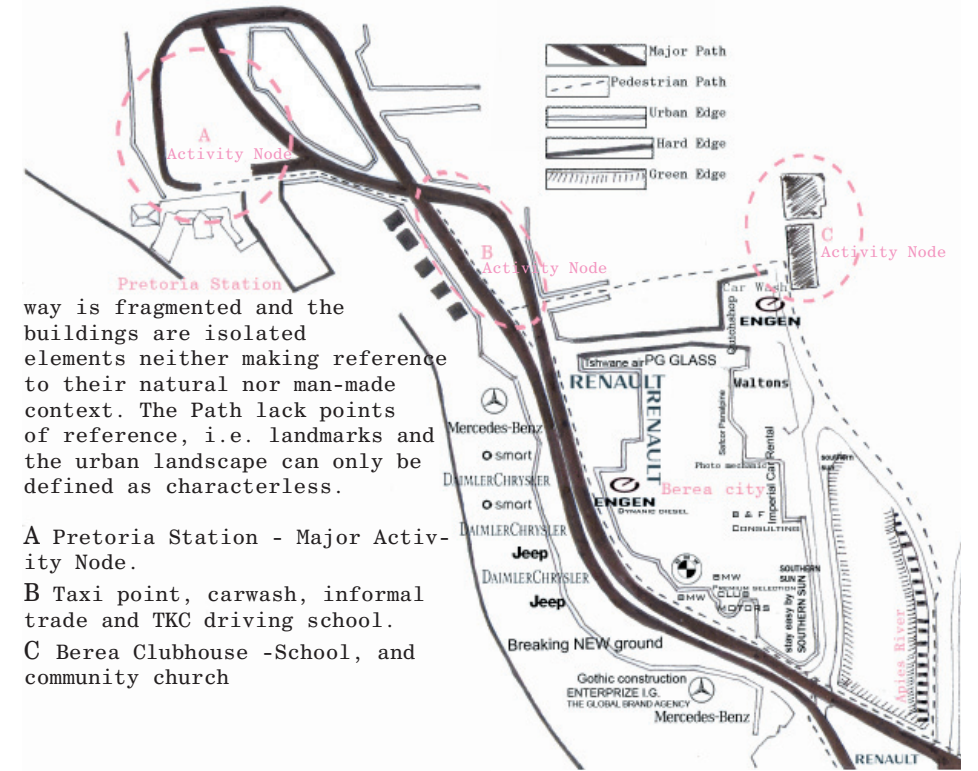 Major Path
Pedestrian Path
Urban Edge
Hard Edge
Green Edge
A
Activity Node
B
Activity Node
C
Activity Node
Pretoria Station
way is fragmented and the
buildings are isolated
elements neither making reference
to their natural nor man-made
context. The Path lack points
of reference, i.e. landmarks and
the urban landscape can only be
defined as characterless.
A Pretoria Station - Major Activ-
ity Node.
B Taxi point, carwash, informal
trade and TKC driving school.
C Berea Clubhouse -School, and
community church
Car Wash
ENGEN
Tshwane air
PG GLASS
RENAULT
RENAULT
Waltons
Mercedes-Benz
smart
DAIMLERCHRYSLER
smart
DAIMLERCHRYSLER
Jeep
DAIMLERCHRYSLER
Jeep
Photo mechanic
Imperial Car Rental
southern
sun
Berea city
ENGEN
DYNAMIC DIESEL
B & F
CONSULTING
BMW
BMW
PREMIUM SELECTION
BMW CLUB
MOTORS
SOUTHERN
SUN
stay easy by
SOUTHERN SUN
Apies River
Breaking NEW ground
Gothic construction
ENTERPRIZE I.G.
THE GLOBAL BRAND AGENCY
Mercedes-Benz
RENAULT